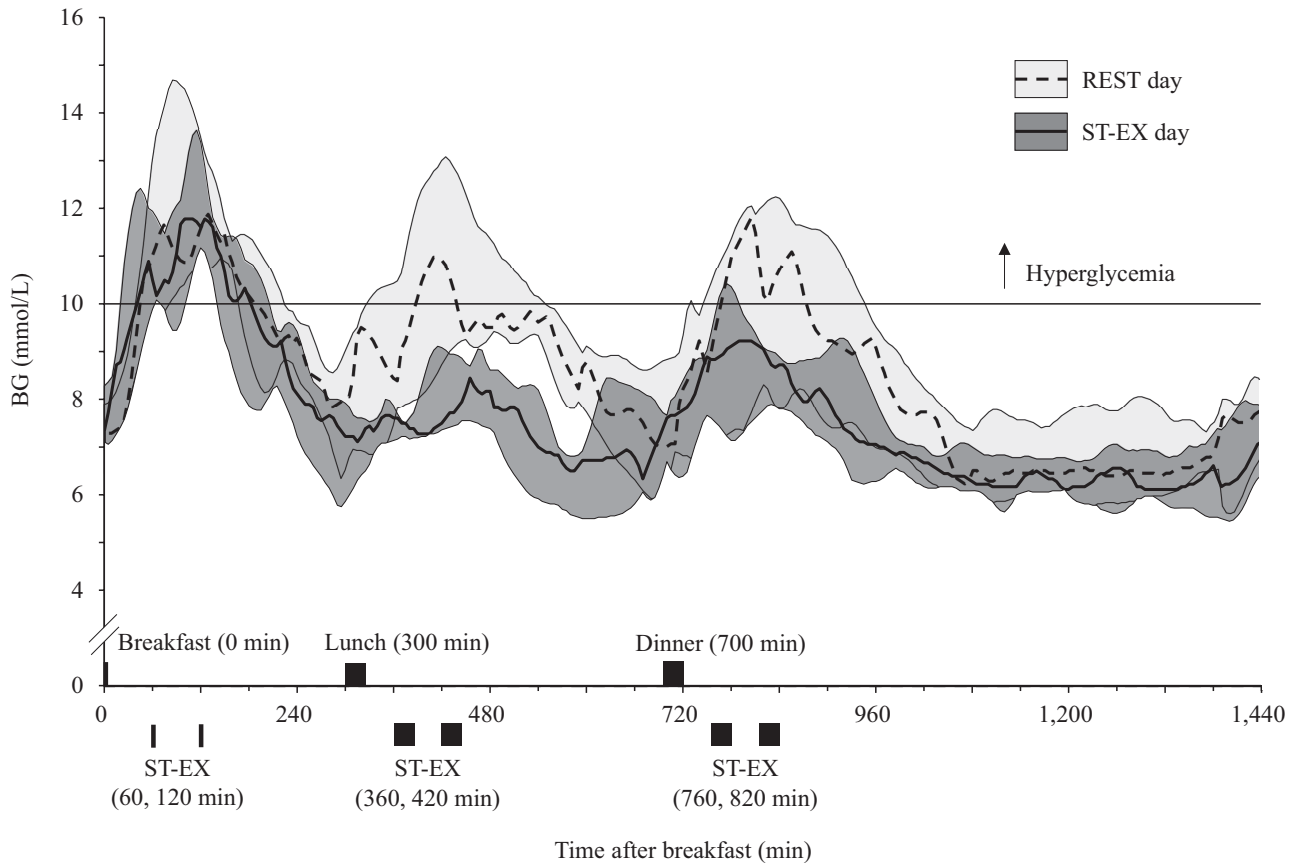 16
14
12
10
8
6
4
0
BG (mmol/L)
REST day
ST-EX day
Hyperglycemia
Breakfast (0 min)
Lunch (300 min)
Dinner (700 min)
0
240
480
720
960
1,200
1,440
ST-EX
(60, 120 min)
ST-EX
(360, 420 min)
ST-EX
(760, 820 min)
Time after breakfast (min)